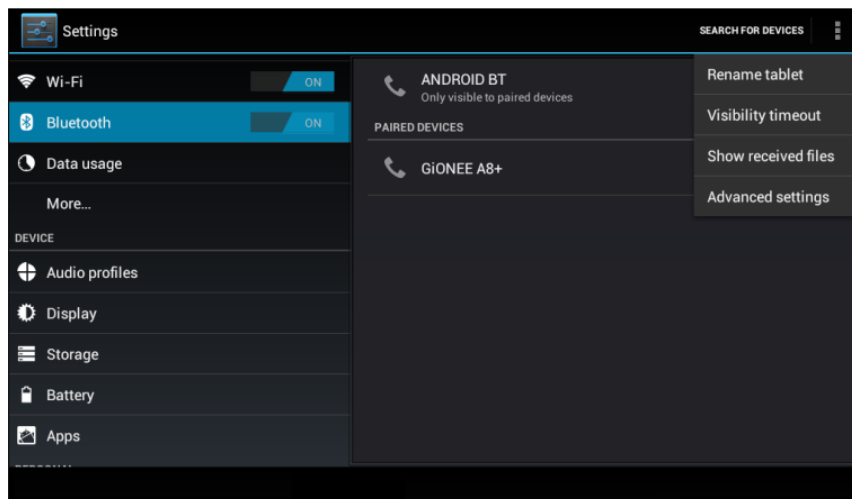 Settings
SEARCH FOR DEVICES
Wi-Fi
ON
Bluetooth
ON
Data usage
More...
DEVICE
Audio profiles
Display
Storage
Battery
Apps
ANDROID BT
Only visible to paired devices
PAIRED DEVICES
GiONEE A8+
Rename tablet
Visibility timeout
Show received files
Advanced settings